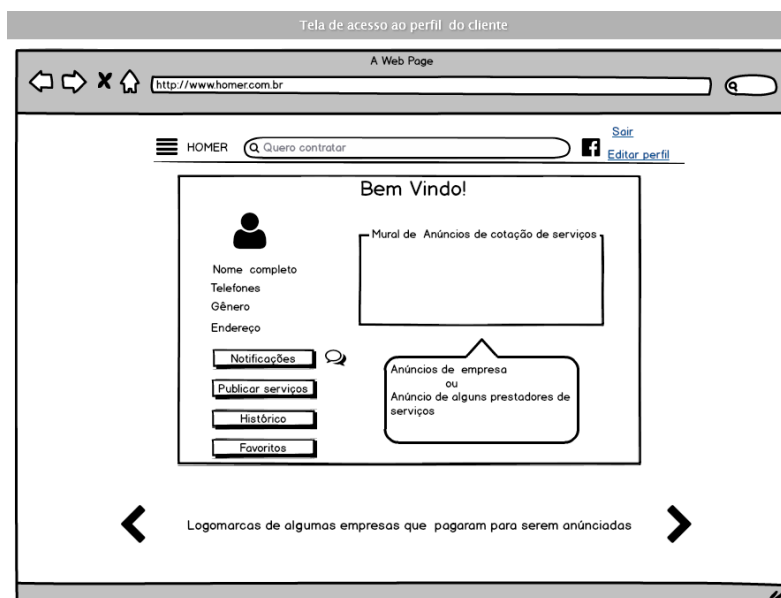 Tela de acesso ao perfil do cliente
A Web Page
http://www.homer.com.br
HOMER
Quero contratar
Sair
Editar perfil
Bem Vindo!
Nome completo
Telefones
Gênero
Endereço
Notificações
Publicar serviços
Histórico
Favoritos
Mural de Anúncios de cotação de serviços
Anúncios de empresa
ou
Anúncio de alguns prestadores de
serviços
Logomarcas de algumas empresas que pagaram para serem anúnciadas